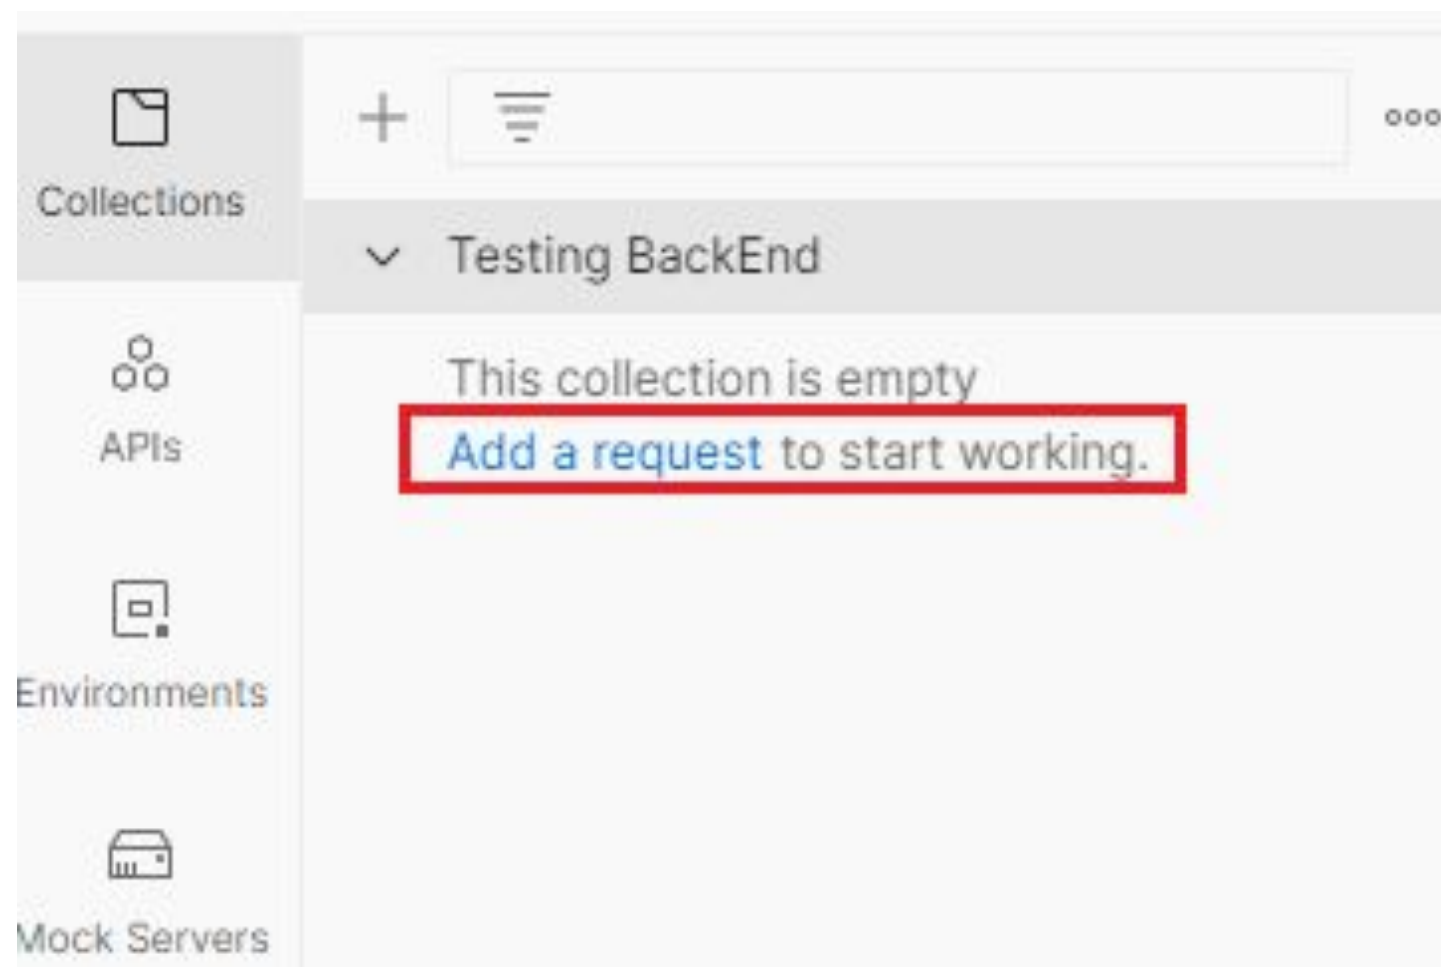 Collections
Testing BackEnd
This collection is empty
Add a request to start working.
APIs
Environments
Mock Servers